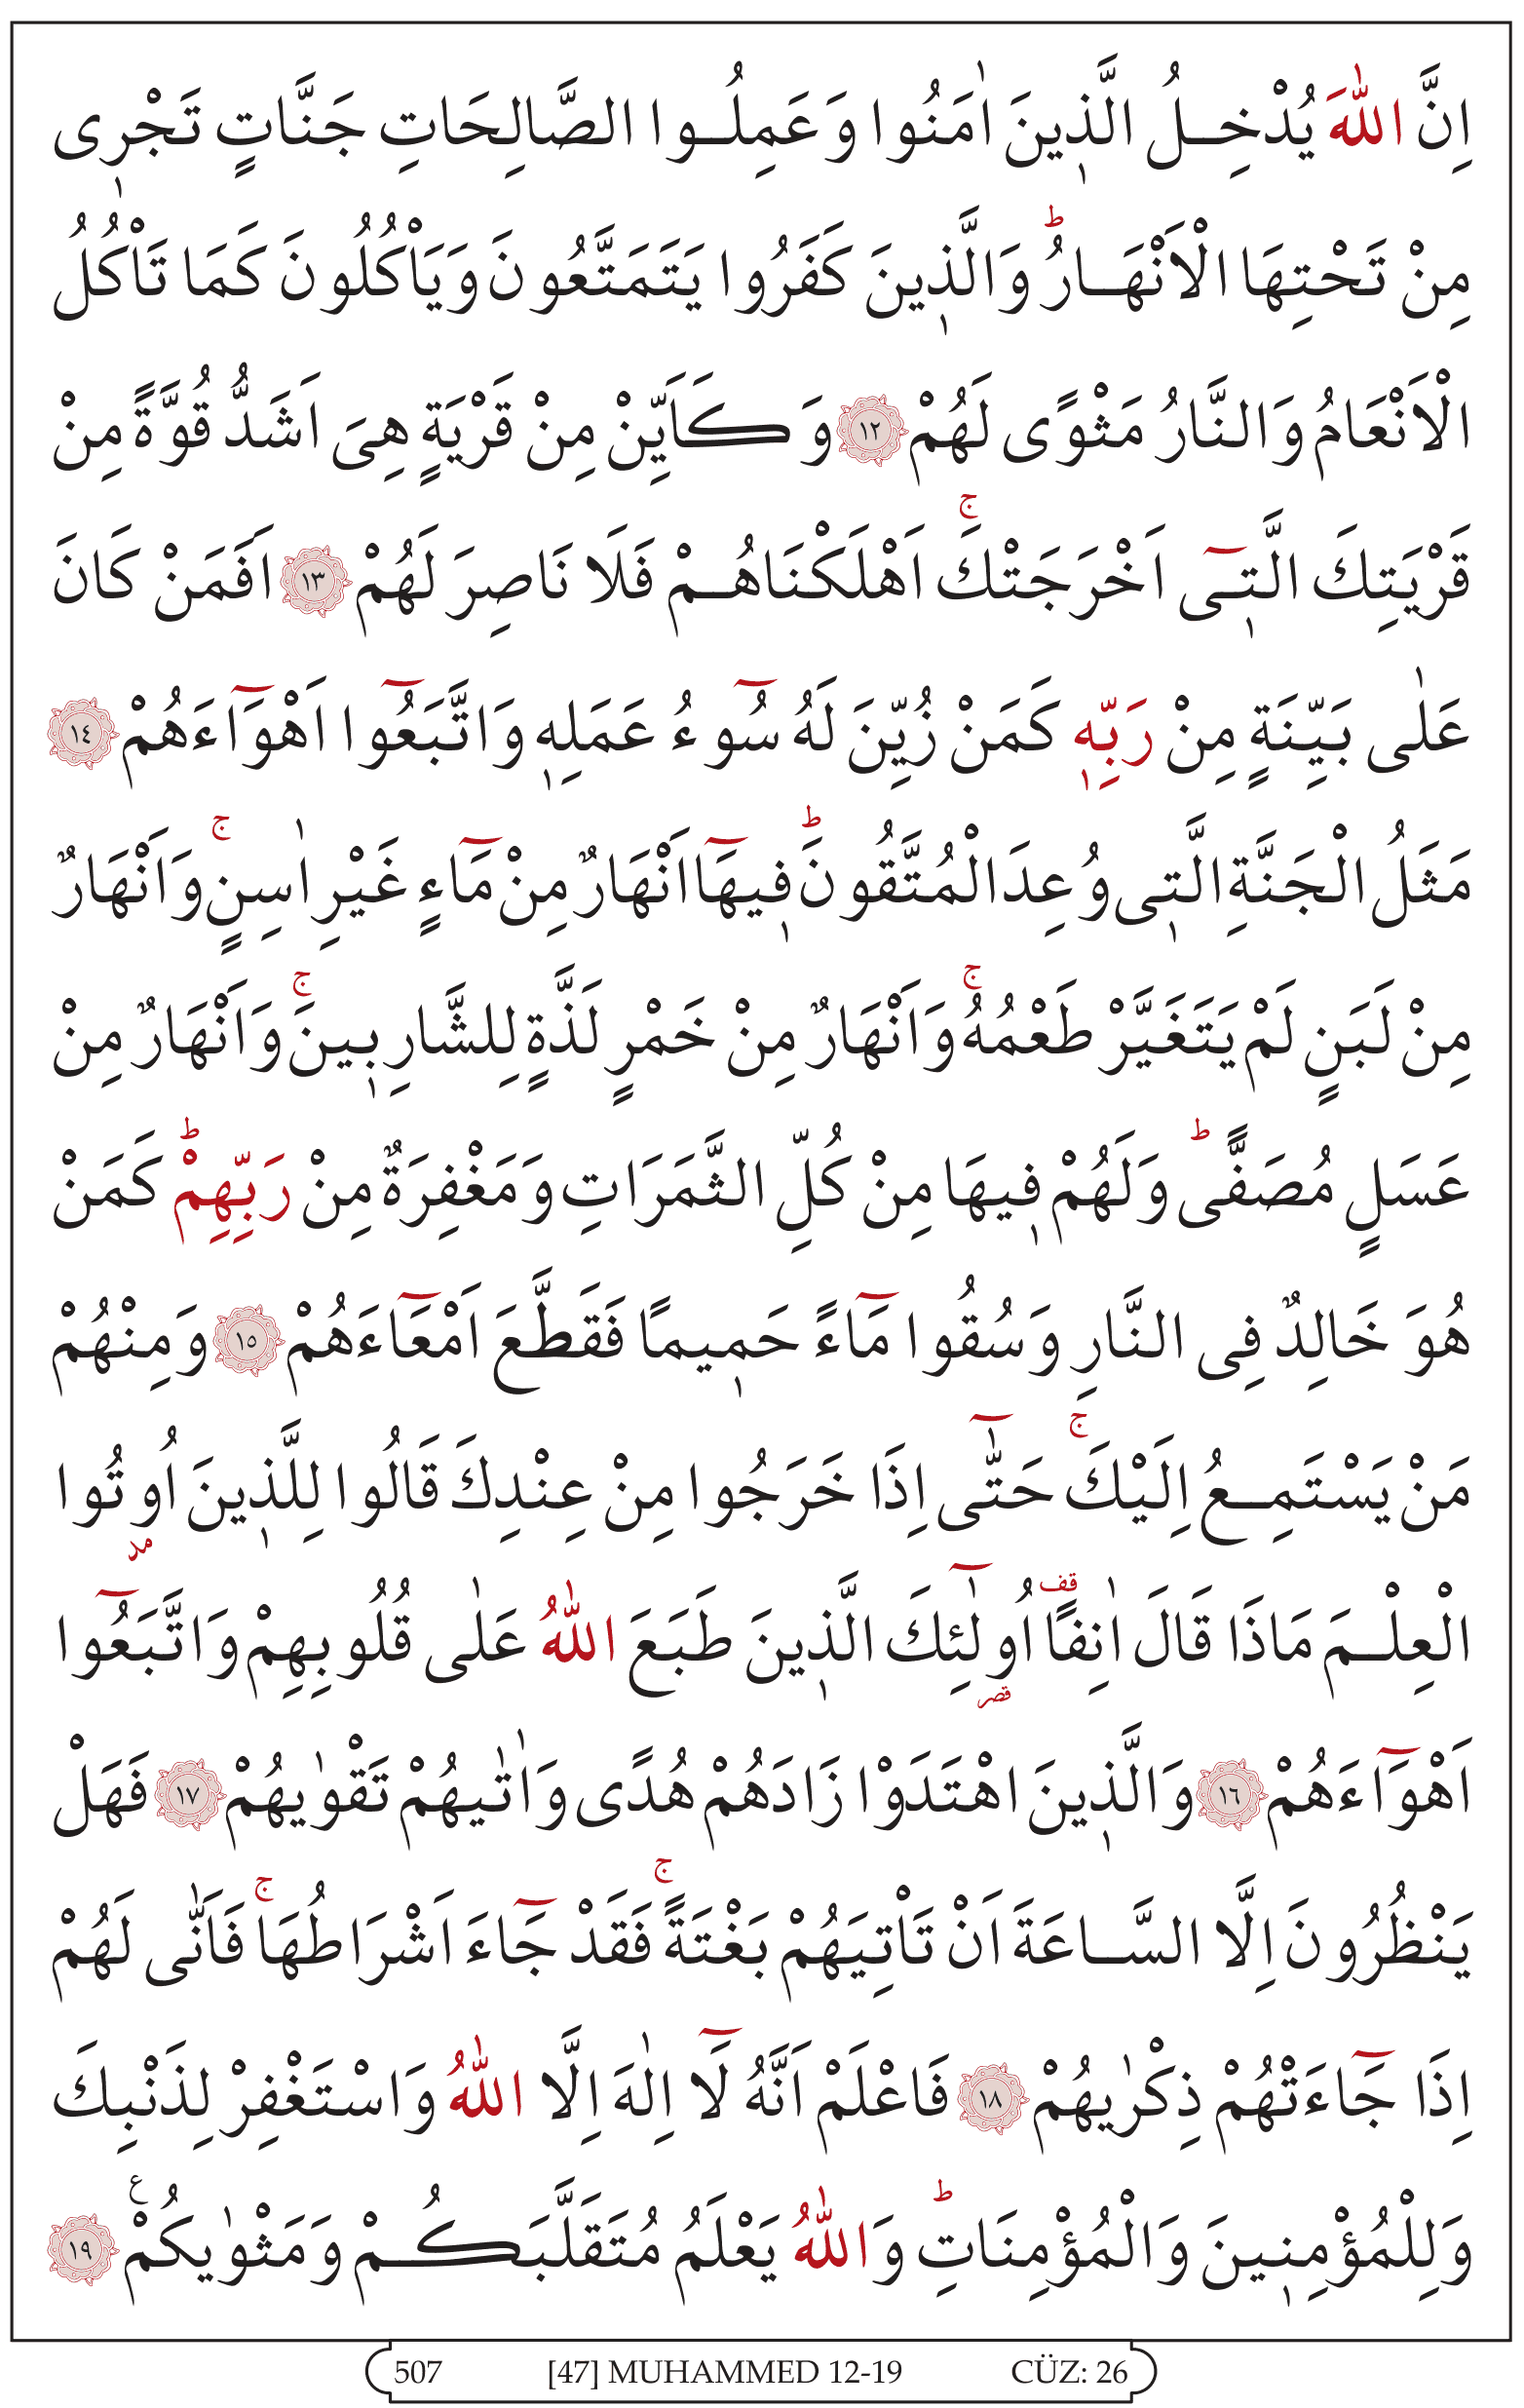 اِنَّ اللّٰهَ يُدْخِلُ الَّذٖينَ اٰمَنُوا وَعَمِلُوا الصَّالِحَاتِ جَنَّاتٍ تَجْرٖى
مِنْ تَحْتِهَا الْاَنْهَارُؕ وَالَّذٖينَ كَفَرُوا يَتَمَتَّعُونَ وَيَاْكُلُونَ كَمَا تَاْكُلُ
الْاَنْعَامُ وَالنَّارُ مَثْوًى لَهُمْ ﴿١٢﴾ وَكَاَيِّنْ مِنْ قَرْيَةٍ هِىَ اَشَدُّ قُوَّةً مِنْ
قَرْيَتِكَ الَّتٖٓى اَخْرَجَتْكَۚ اَهْلَكْنَاهُمْ فَلَا نَاصِرَ لَهُمْ ﴿١٣﴾ اَفَمَنْ كَانَ
عَلٰى بَيِّنَةٍ مِنْ رَبِّهٖ كَمَنْ زُيِّنَ لَهُ سُٓوءُ عَمَلِهٖ وَاتَّبَعُٓوا اَهْوَٓاءَهُمْ ﴿١٤﴾
مَثَلُ الْجَنَّةِ الَّتٖى وُعِدَ الْمُتَّقُونَؕ فٖيهَٓا اَنْهَارٌ مِنْ مَٓاءٍ غَيْرِ اٰسِنٍۚ وَاَنْهَارٌ
مِنْ لَبَنٍ لَمْ يَتَغَيَّرْ طَعْمُهُۚ وَاَنْهَارٌ مِنْ خَمْرٍ لَذَّةٍ لِلشَّارِبٖينَۚ وَاَنْهَارٌ مِنْ
عَسَلٍ مُصَفًّىؕ وَلَهُمْ فٖيهَا مِنْ كُلِّ الثَّمَرَاتِ وَمَغْفِرَةٌ مِنْ رَبِّهِمْؕ كَمَنْ
هُوَ خَالِدٌ فِى النَّارِ وَسُقُوا مَٓاءً حَمٖيمًا فَقَطَّعَ اَمْعَٓاءَهُمْ ﴿١٥﴾ وَمِنْهُمْ
مَنْ يَسْتَمِعُ اِلَيْكَۚ حَتّٰٓى اِذَا خَرَجُوا مِنْ عِنْدِكَ قَالُوا لِلَّذٖينَ اُوتُوا
الْعِلْمَ مَاذَا قَالَ اٰنِفًا قف اُو۬لٰٓئِكَ قصر الَّذٖينَ طَبَعَ اللّٰهُ عَلٰى قُلُوبِهِمْ وَاتَّبَعُٓوا مد
اَهْوَٓاءَهُمْ ﴿١٦﴾ وَالَّذٖينَ اهْتَدَوْا زَادَهُمْ هُدًى وَاٰتٰيهُمْ تَقْوٰيهُمْ ﴿١٧﴾ فَهَلْ
يَنْظُرُونَ اِلَّا السَّاعَةَ اَنْ تَاْتِيَهُمْ بَغْتَةًۚ فَقَدْ جَٓاءَ اَشْرَاطُهَاۚ فَاَنّٰى لَهُمْ
اِذَا جَٓاءَتْهُمْ ذِكْرٰيهُمْ ﴿١٨﴾ فَاعْلَمْ اَنَّهُ لَٓا اِلٰهَ اِلَّا اللّٰهُ وَاسْتَغْفِرْ لِذَنْبِكَ
وَلِلْمُؤْمِنٖينَ وَالْمُؤْمِنَاتِؕ وَاللّٰهُ يَعْلَمُ مُتَقَلَّبَكُمْ وَمَثْوٰيكُمْ ع ﴿١٩﴾
507 [47] MUHAMMED 12-19 CÜZ: 26